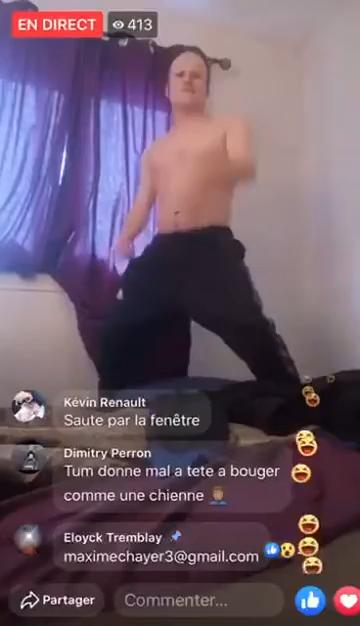 EN DIRECT 413
Kévin Renault
Saute par la fenêtre
Dimitry Perron
Tum donne mal a tete a bouger
comme une chienne
Eloyck Tremblay
maximechayer3@gmail.com
Partager Commenter...